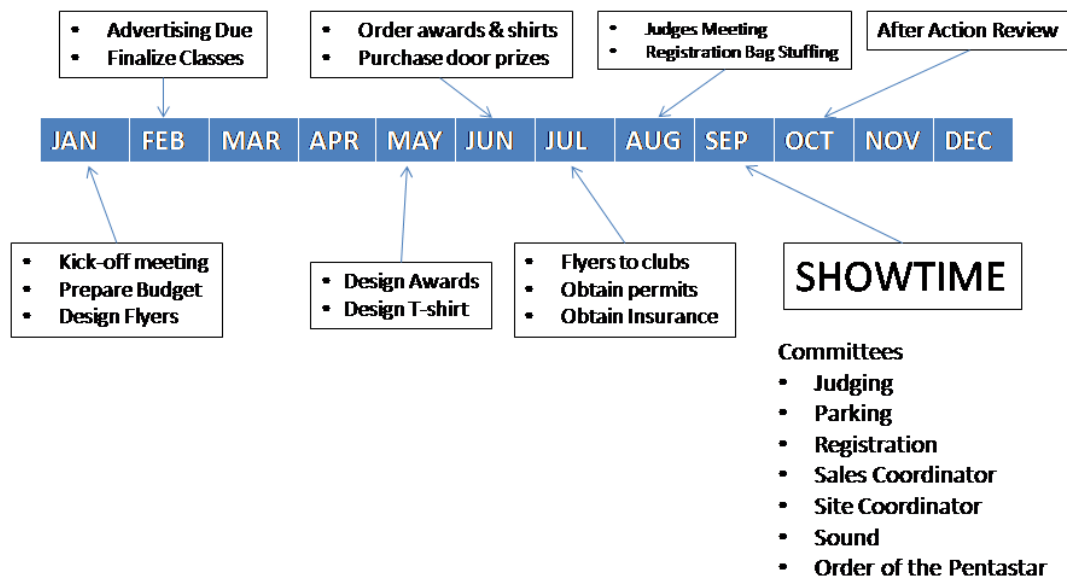 • Advertising Due
• Finalize Classes
• Order awards & shirts
• Purchase door prizes
• Judges Meeting
• Registration Bag Stuffing
After Action Review
JAN FEB MAR APR MAY JUN JUL AUG SEP OCT NOV DEC
• Kick-off meeting
• Prepare Budget
• Design Flyers
• Design Awards
• Design T-shirt
• Flyers to clubs
• Obtain permits
• Obtain Insurance
SHOWTIME
Committees
• Judging
• Parking
• Registration
• Sales Coordinator
• Site Coordinator
• Sound
• Order of the Pentastar